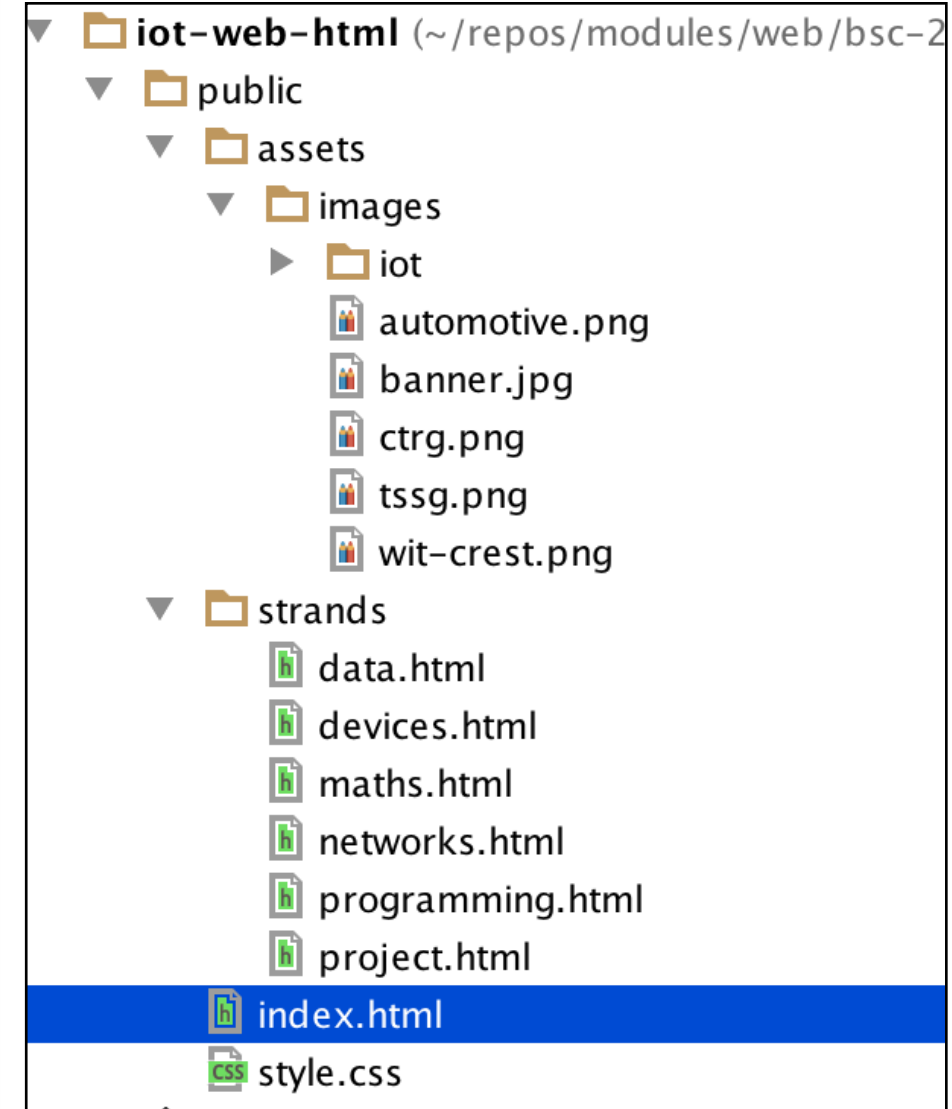 iot-web-html (~/repos/modules/web/bsc-2
public
assets
images
iot
automotive.png
banner.jpg
ctrg.png
tssg.png
wit-crest.png
strands
h data.html
h devices.html
h maths.html
h networks.html
h programming.html
h project.html
h index.html
CSS style.css